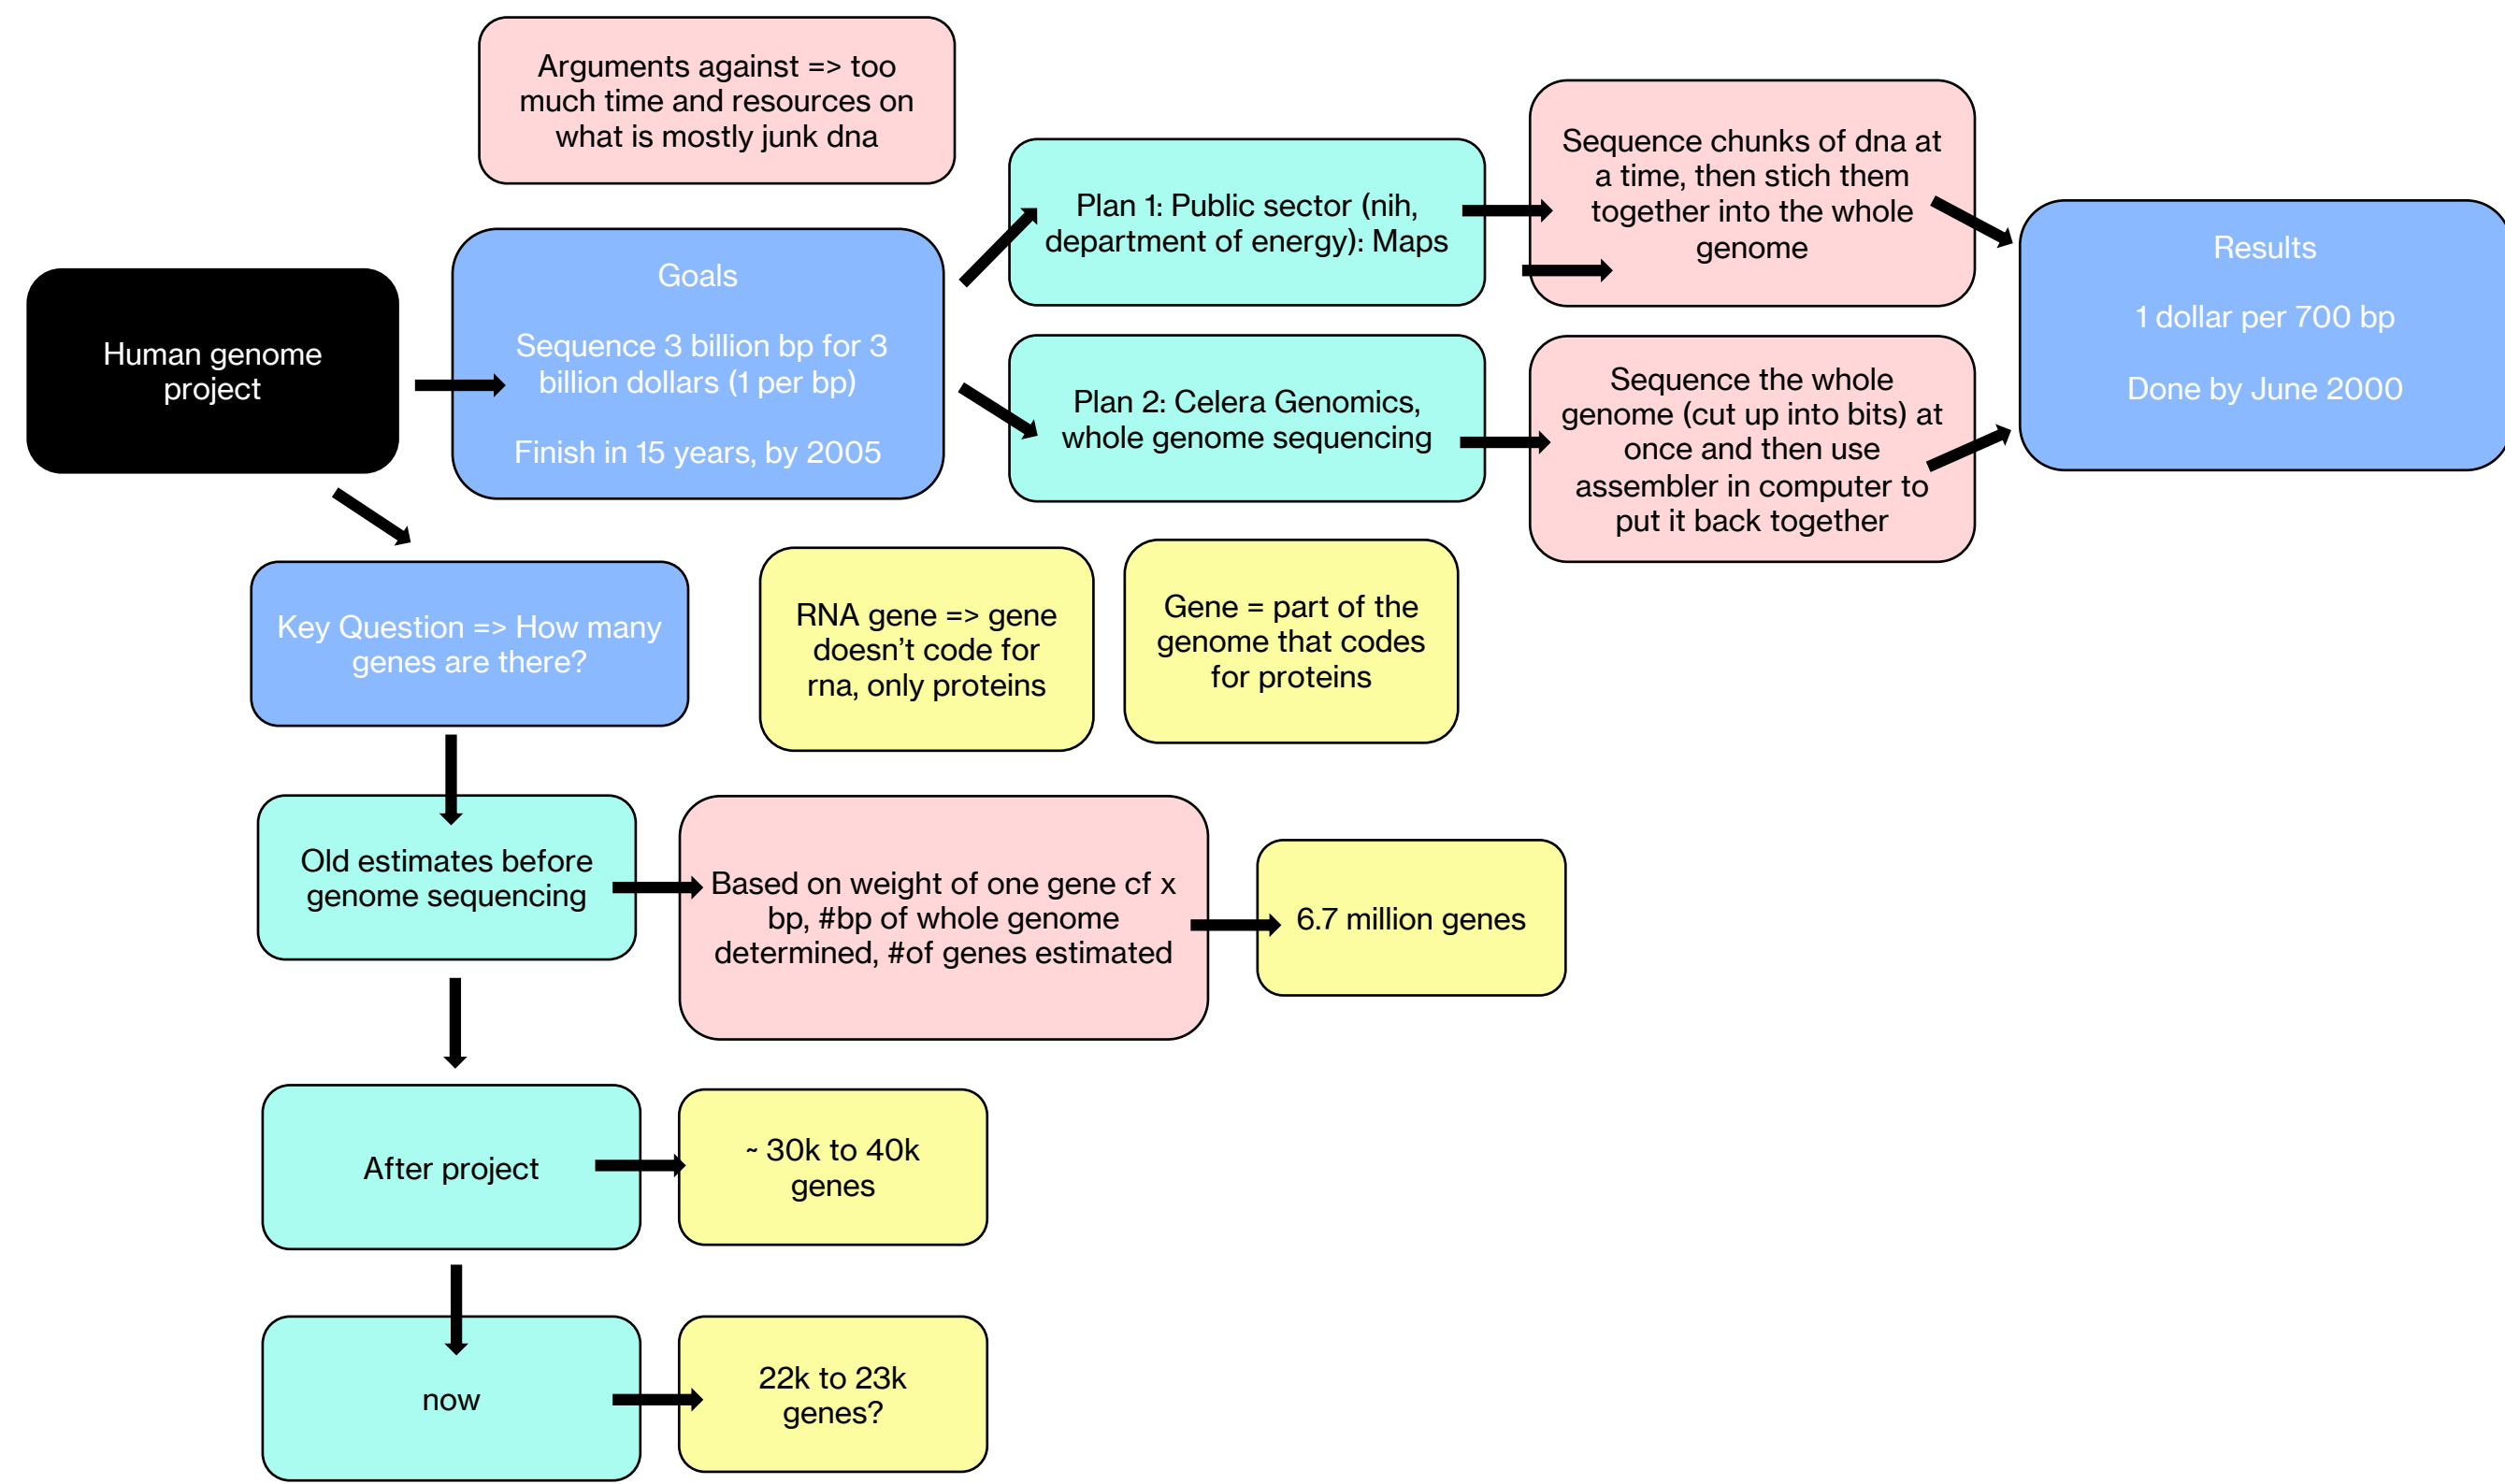 Arguments against => too
much time and resources on
what is mostly junk dna
Human genome
project
Goals
Sequence 3 billion bp for 3
billion dollars (1 per bp)
Finish in 15 years, by 2005
Plan 1: Public sector (nih,
department of energy): Maps
Sequence chunks of dna at
a time, then stich them
together into the whole
genome
Plan 2: Celera Genomics,
whole genome sequencing
Sequence the whole
genome (cut up into bits) at
once and then use
assembler in computer to
put it back together
Results
1 dollar per 700 bp
Done by June 2000
Key Question => How many
genes are there?
RNA gene => gene
doesn’t code for
rna, only proteins
Gene = part of the
genome that codes
for proteins
Old estimates before
genome sequencing
Based on weight of one gene cf x
bp, #bp of whole genome
determined, #of genes estimated
6.7 million genes
After project
~ 30k to 40k
genes
now
22k to 23k
genes?